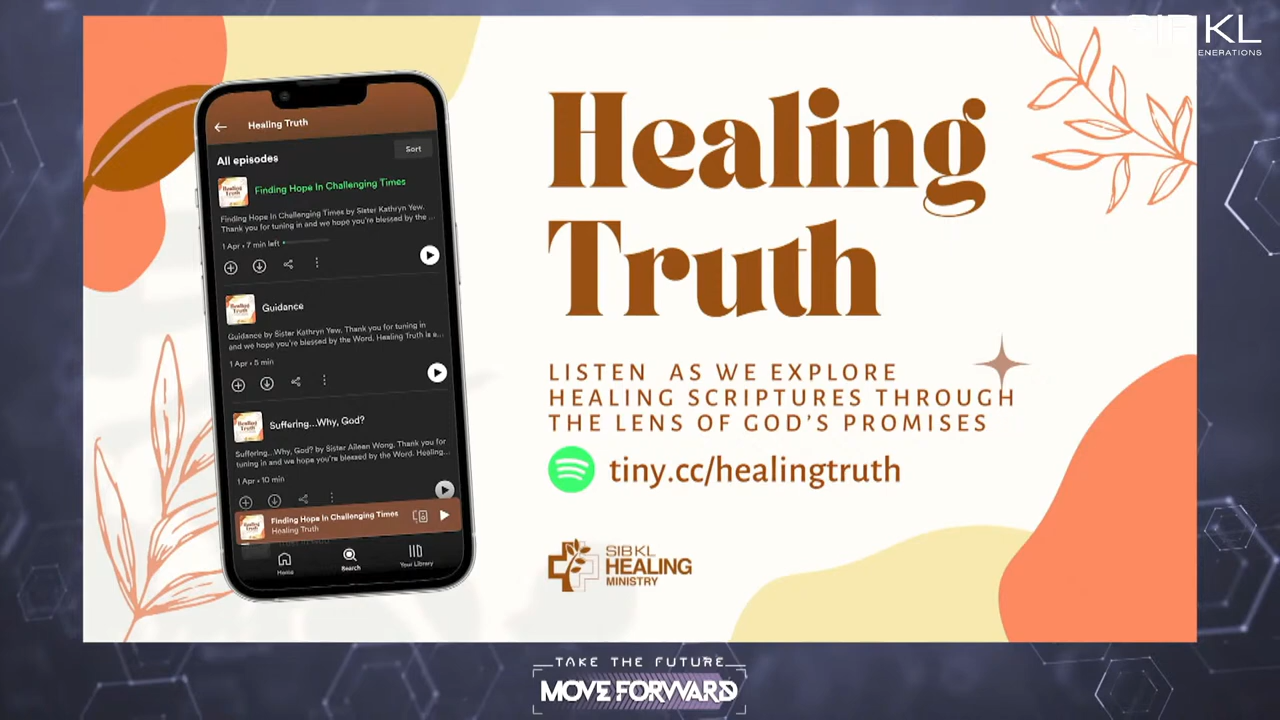 SIB KL
GENERATIONS
Healing Truth
All episodes
Sort
Finding Hope In Challenging Times
Finding Hope In Challenging Times by Sister Kathryn Yew.
Thank you for tuning in and we hope you're blessed by the ...
1 Apr • 7 min left
Guidance
Guidance by Sister Kathryn Yew. Thank you for tuning in
and we hope you're blessed by the Word. Healing Truth is a...
1 Apr • 5 min
Suffering...Why, God?
Suffering...Why, God? by Sister Aileen Wong. Thank you for
tuning in and we hope you're blessed by the Word. Healing...
1 Apr • 10 min
Finding Hope In Challenging Times
Healing Truth
Home
Search
Your Library
Healing
Truth
LISTEN AS WE EXPLORE
HEALING SCRIPTURES THROUGH
THE LENS OF GOD'S PROMISES
tiny.cc/healingtruth
SIBKL
HEALING
MINISTRY
TAKE THE FUTURE
MOVE FORWARD